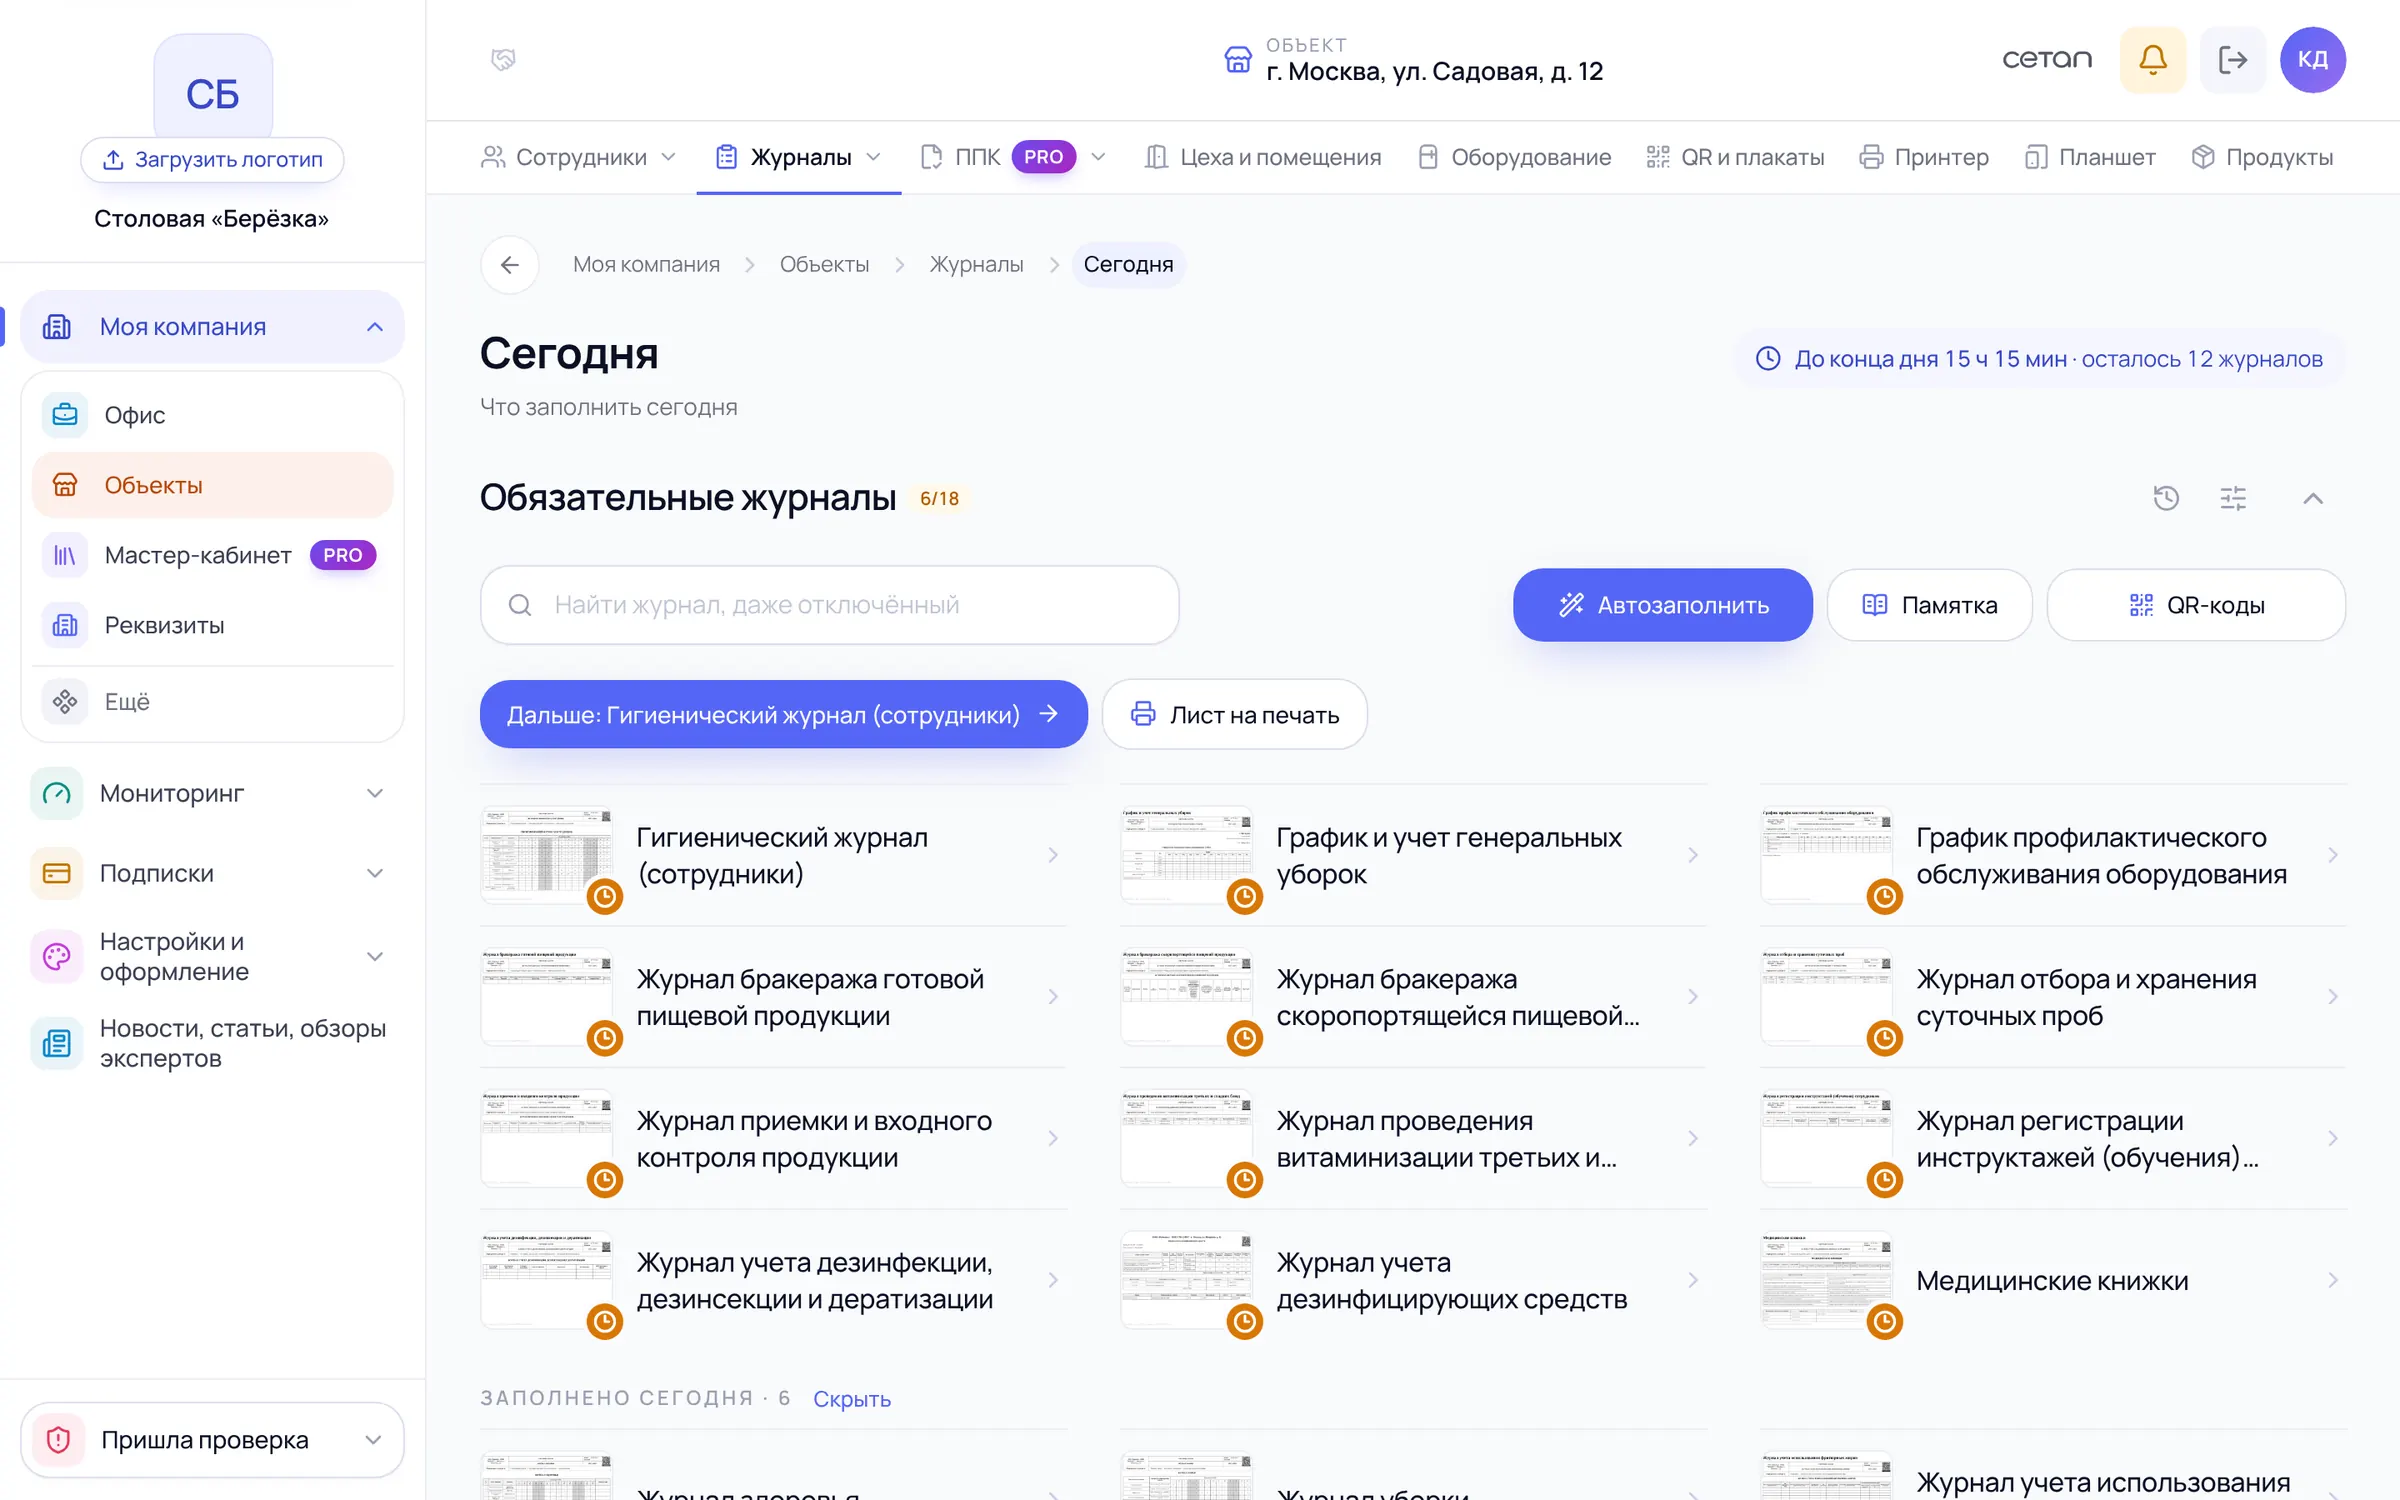 СБ
Загрузить логотип
Столовая «Берёзка»
Моя компания
Офис
Объекты
Мастер-кабинет PRO
Реквизиты
Ещё
Мониторинг
Подписки
Настройки и
оформление
Новости, статьи, обзоры
экспертов
Пришла проверка
ОБЪЕКТ
г. Москва, ул. Садовая, д. 12
сетап
КД
Сотрудники
Журналы
ППК PRO
Цеха и помещения
Оборудование
QR и плакаты
Принтер
Планшет
Продукты
Моя компания
Объекты
Журналы
Сегодня
Сегодня
До конца дня 15 ч 15 мин · осталось 12 журналов
Что заполнить сегодня
Обязательные журналы 6/18
Найти журнал, даже отключённый
Автозаполнить
Памятка
QR-коды
Дальше: Гигиенический журнал (сотрудники)
Лист на печать
Гигиенический журнал
(сотрудники)
График и учет генеральных
уборок
График профилактического
обслуживания оборудования
Журнал бракеража готовой
пищевой продукции
Журнал бракеража
скоропортящейся пищевой...
Журнал отбора и хранения
суточных проб
Журнал приемки и входного
контроля продукции
Журнал проведения
витаминизации третьих и...
Журнал регистрации
инструктажей (обучения)...
Журнал учета дезинфекции,
дезинсекции и дератизации
Журнал учета
дезинфицирующих средств
Медицинские книжки
ЗАПОЛНЕНО СЕГОДНЯ · 6 Скрыть
Журнал здоровья
Журнал уборки
Журнал учета использования